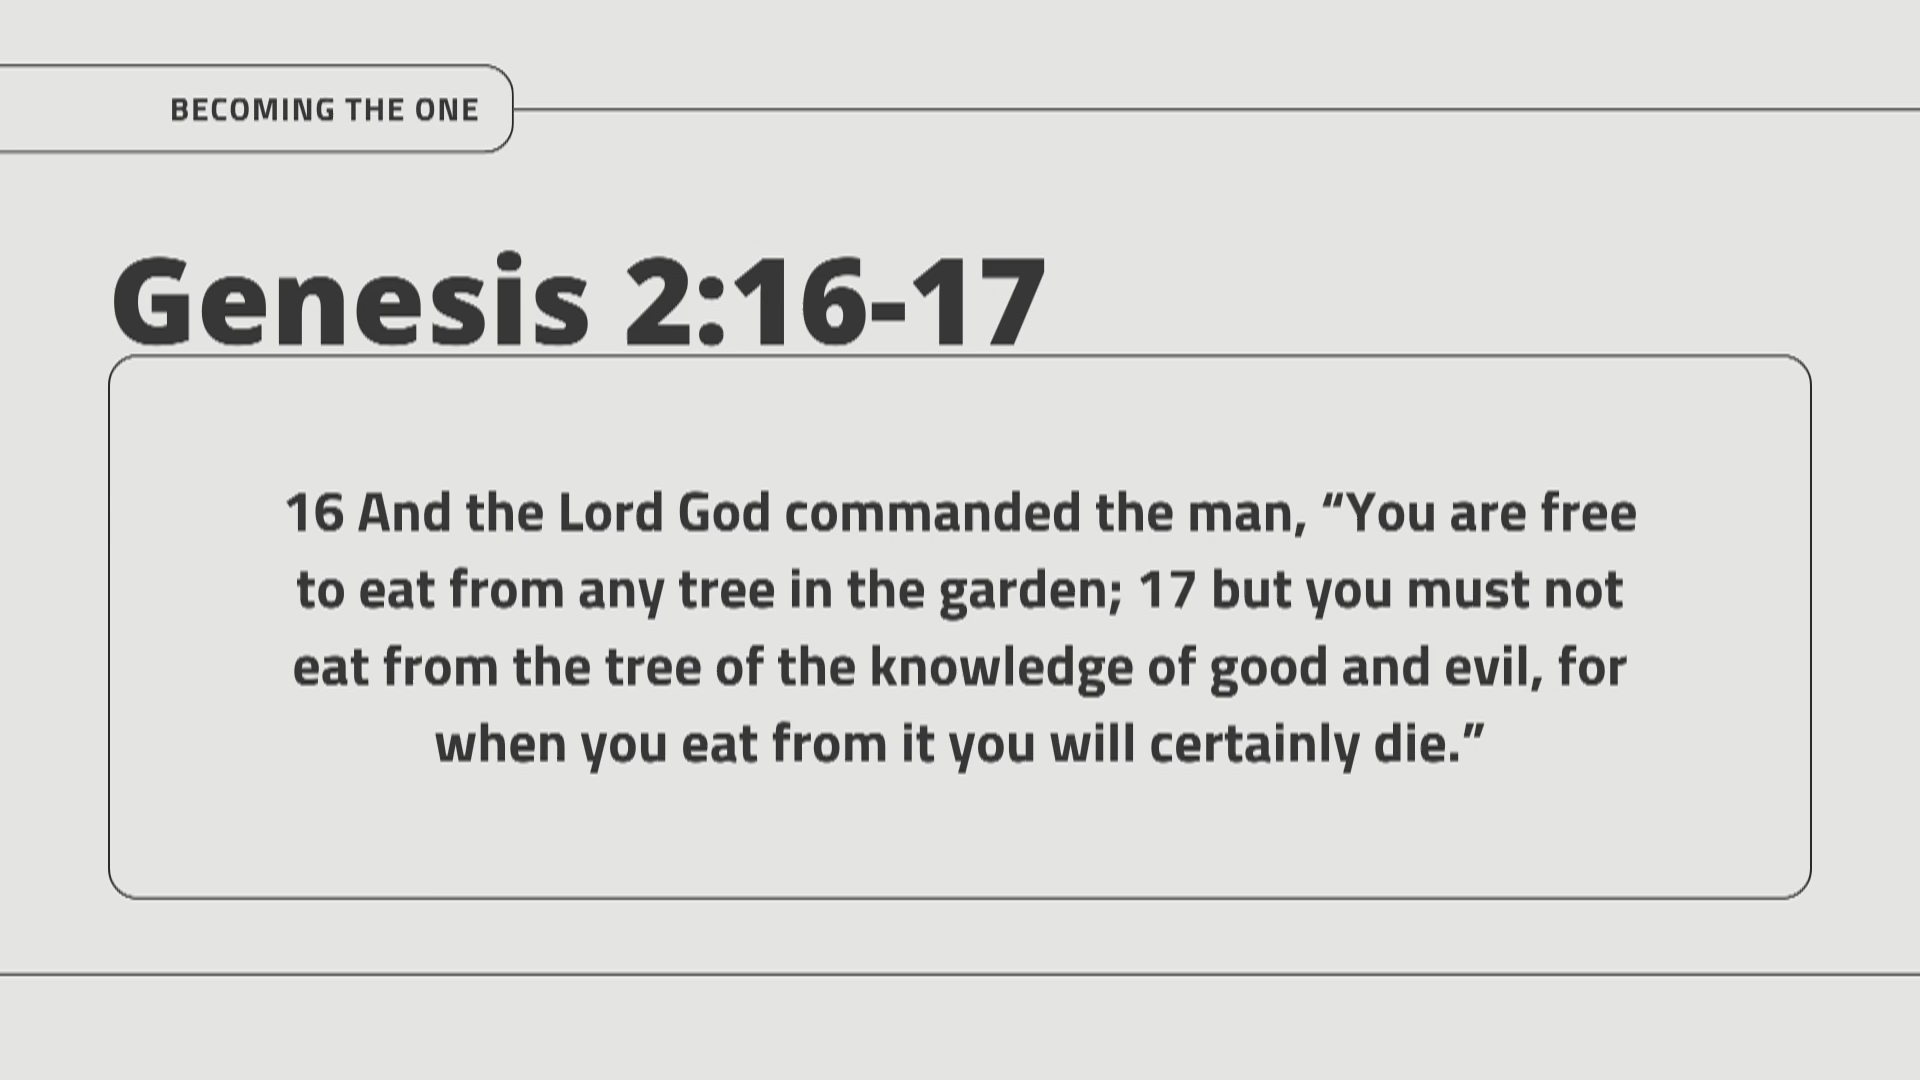 BECOMING THE ONE
Genesis 2:16-17
16 And the Lord God commanded the man, “You are free
to eat from any tree in the garden; 17 but you must not
eat from the tree of the knowledge of good and evil, for
when you eat from it you will certainly die.”